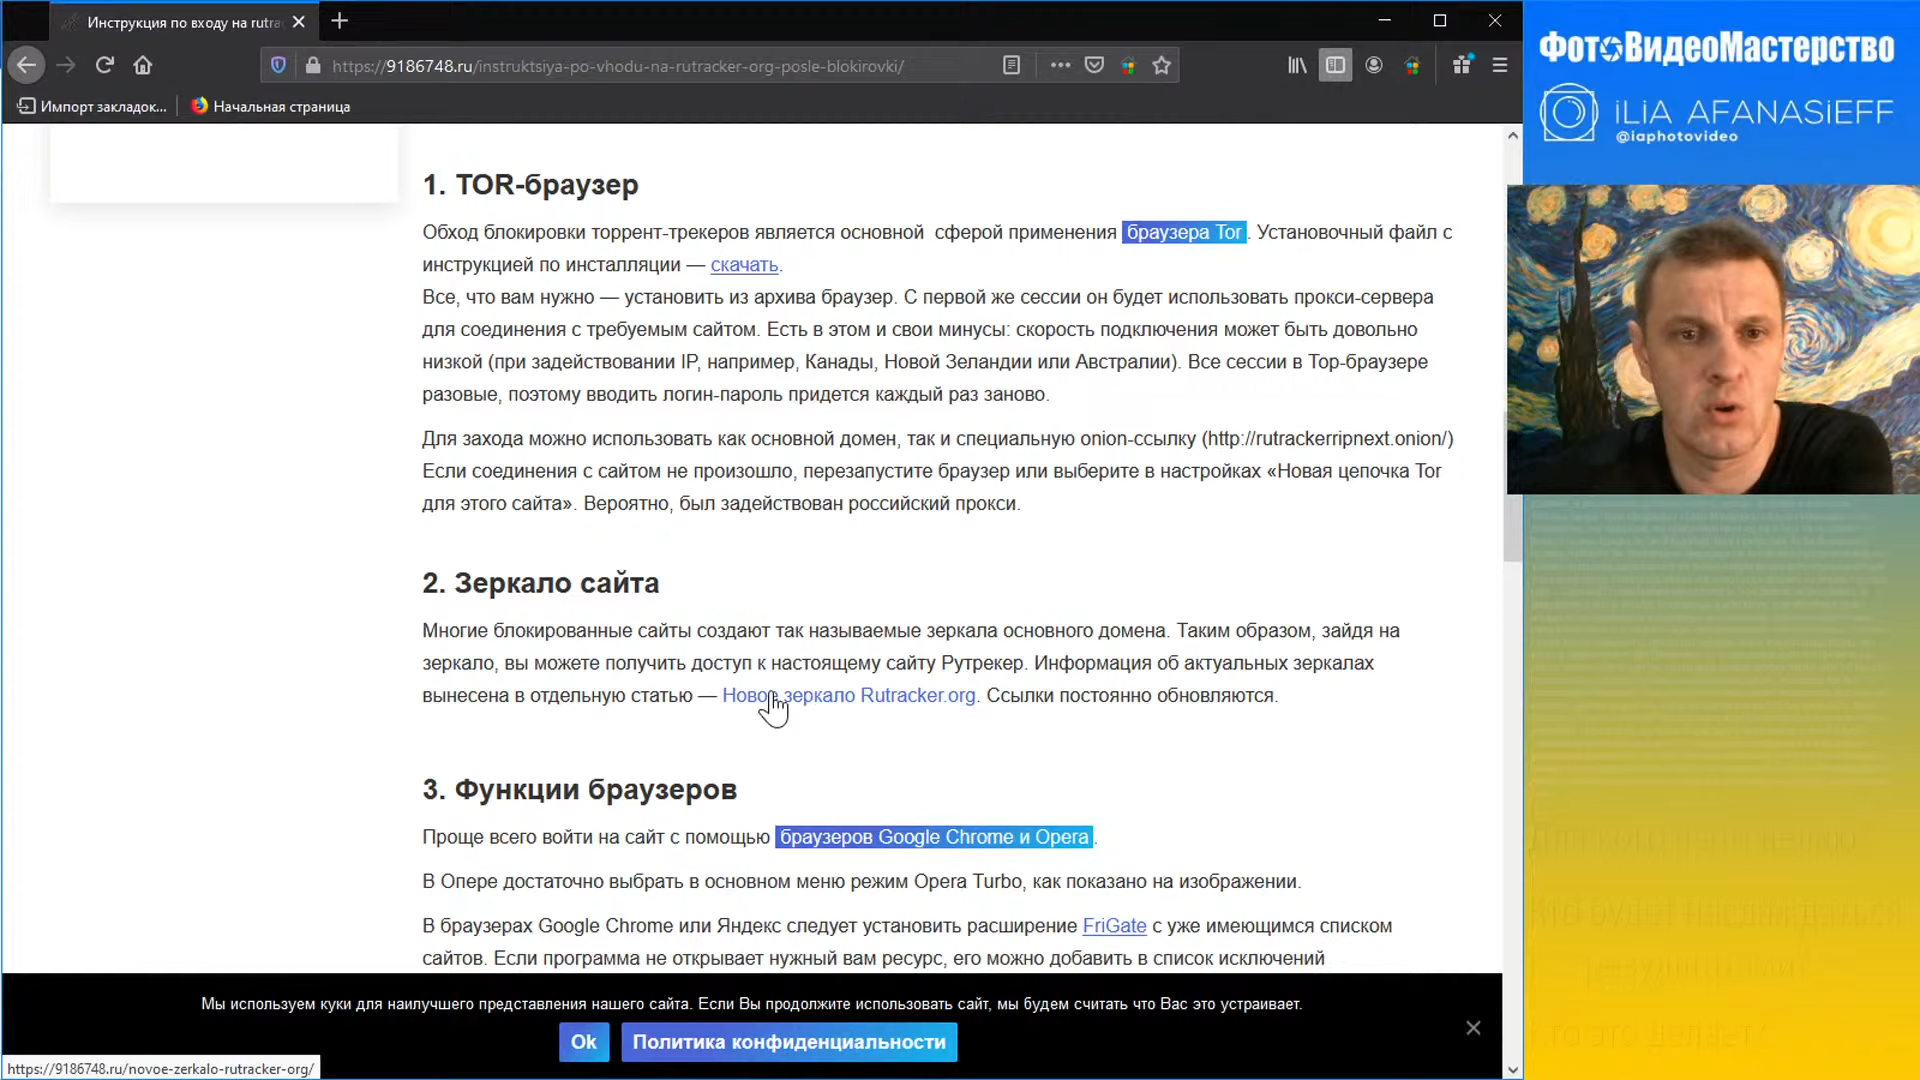 Инструкция по входу на rutra
https://9186748.ru/instruktsiya-po-vhodu-na-rutracker-org-posle-blokirovki/
Импорт закладок...
Начальная страница
ФотоВидеоМастерство
iLiA AFANASiEFF
@iaphotovideo
1. TOR-браузер
Обход блокировки торрент-трекеров является основной сферой применения браузера Tor. Установочный файл с
инструкцией по инсталляции — скачать.
Все, что вам нужно — установить из архива браузер. С первой же сессии он будет использовать прокси-сервера
для соединения с требуемым сайтом. Есть в этом и свои минусы: скорость подключения может быть довольно
низкой (при задействовании IP, например, Канады, Новой Зеландии или Австралии). Все сессии в Тор-браузере
разовые, поэтому вводить логин-пароль придется каждый раз заново.
Для захода можно использовать как основной домен, так и специальную onion-ссылку (http://rutrackerripnext.onion/)
Если соединения с сайтом не произошло, перезапустите браузер или выберите в настройках «Новая цепочка Tor
для этого сайта». Вероятно, был задействован российский прокси.
2. Зеркало сайта
Многие блокированные сайты создают так называемые зеркала основного домена. Таким образом, зайдя на
зеркало, вы можете получить доступ к настоящему сайту Рутрекер. Информация об актуальных зеркалах
вынесена в отдельную статью — Новое зеркало Rutracker.org. Ссылки постоянно обновляются.
3. Функции браузеров
Проще всего войти на сайт с помощью браузеров Google Chrome и Opera.
В Опере достаточно выбрать в основном меню режим Opera Turbo, как показано на изображении.
В браузерах Google Chrome или Яндекс следует установить расширение FriGate с уже имеющимся списком
сайтов. Если программа не открывает нужный вам ресурс, его можно добавить в список исключений
Мы используем куки для наилучшего представления нашего сайта. Если Вы продолжите использовать сайт, мы будем считать что Вас это устраивает.
Ok
Политика конфиденциальности
https://9186748.ru/novoe-zerkalo-rutracker-org/